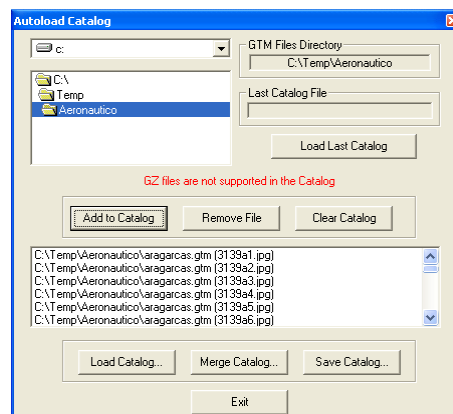 Autoload Catalog
c:
GTM Files Directory
C:\Temp\Aeronautico
C:\
Temp
Aeronautico
Last Catalog File
Load Last Catalog
GZ files are not supported in the Catalog
Add to Catalog
Remove File
Clear Catalog
C:\Temp\Aeronautico\aragarcas.gtm (3139a1.jpg)
C:\Temp\Aeronautico\aragarcas.gtm (3139a2.jpg)
C:\Temp\Aeronautico\aragarcas.gtm (3139a3.jpg)
C:\Temp\Aeronautico\aragarcas.gtm (3139a4.jpg)
C:\Temp\Aeronautico\aragarcas.gtm (3139a5.jpg)
C:\Temp\Aeronautico\aragarcas.gtm (3139a6.jpg)
Load Catalog...
Merge Catalog...
Save Catalog...
Exit